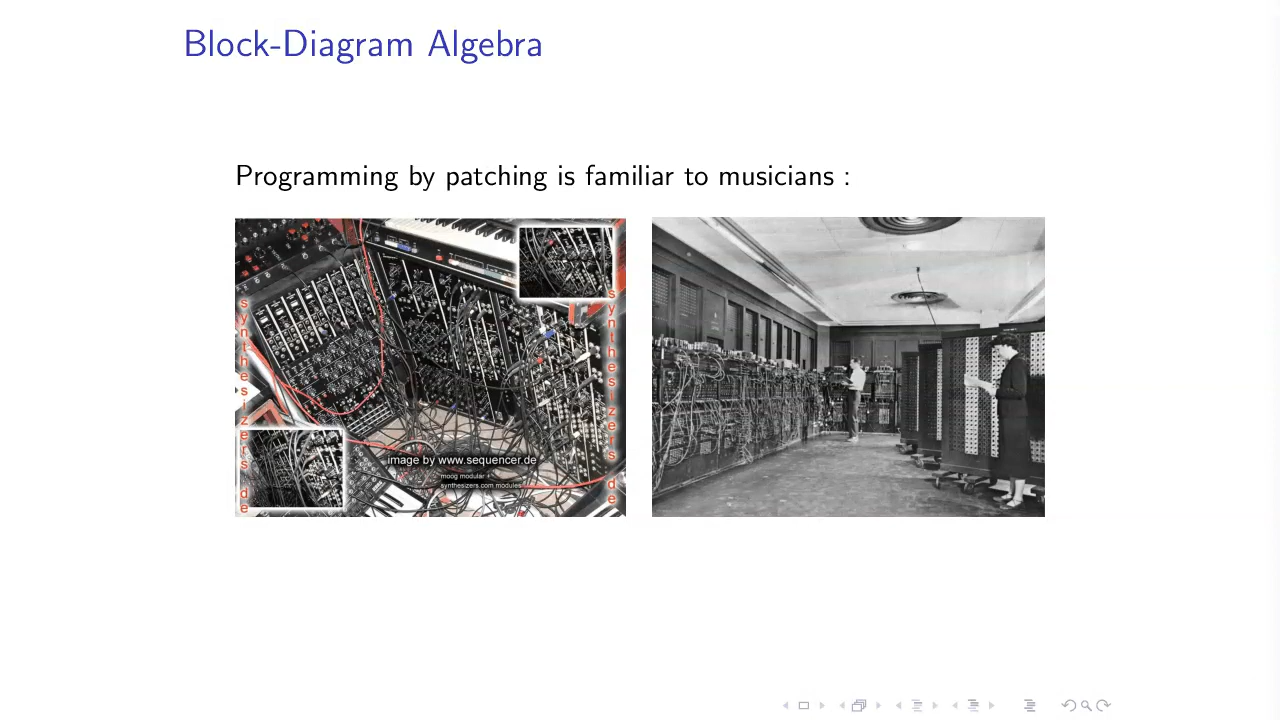 Block-Diagram Algebra
Programming by patching is familiar to musicians :
synthesizers de
synthesizers de
image by www.sequencer.de
moog modular +
synthesizers.com modules